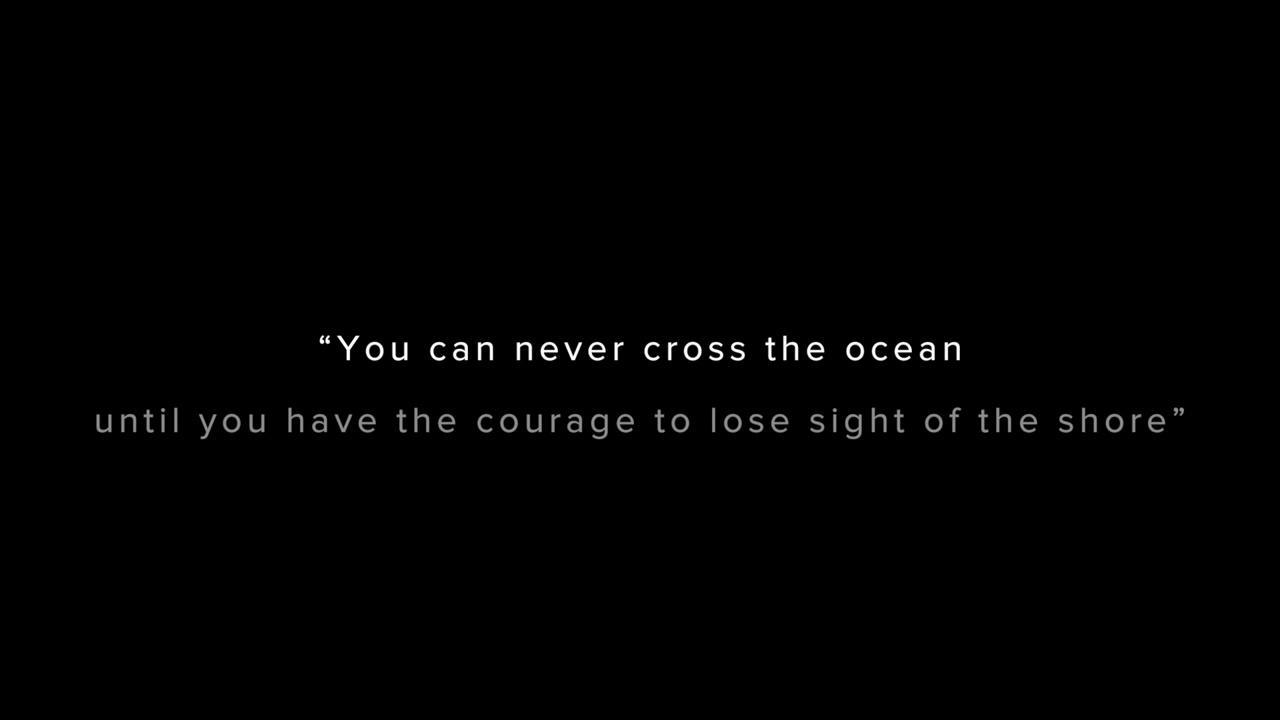 “You can never cross the ocean
until you have the courage to lose sight of the shore”